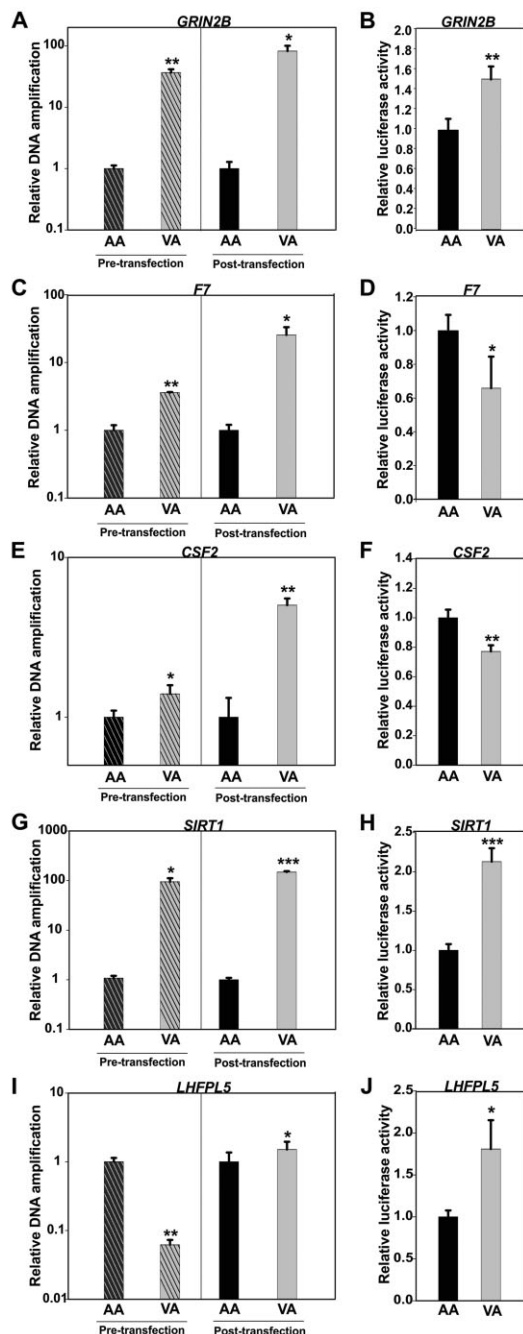 A
GRIN2B
Relative DNA amplification
100
10
1
0.1
**
*
AA VA AA VA
Pre-transfection Post-transfection
B
GRIN2B
Relative luciferase activity
2.0
1.8
1.6
1.4
1.2
1.0
0.8
0.6
0.4
0.2
0.0
**
AA VA
C
F7
Relative DNA amplification
100
10
1
0.1
**
*
AA VA AA VA
Pre-transfection Post-transfection
D
F7
Relative luciferase activity
1.2
1.0
0.8
0.6
0.4
0.2
0.0
*
AA VA
E
CSF2
Relative DNA amplification
10
1
*
**
AA VA AA VA
Pre-transfection Post-transfection
F
CSF2
Relative luciferase activity
1.4
1.2
1.0
0.8
0.6
0.4
0.2
0.0
**
AA VA
G
SIRT1
Relative DNA amplification
1000
100
10
1
0.1
*
***
AA VA AA VA
Pre-transfection Post-transfection
H
SIRT1
Relative luciferase activity
2.5
2.0
1.5
1.0
0.5
0.0
***
AA VA
I
LHFPL5
Relative DNA amplification
10
1
0.1
0.01
**
*
AA VA AA VA
Pre-transfection Post-transfection
J
LHFPL5
Relative luciferase activity
2.5
2.0
1.5
1.0
0.5
0.0
*
AA VA